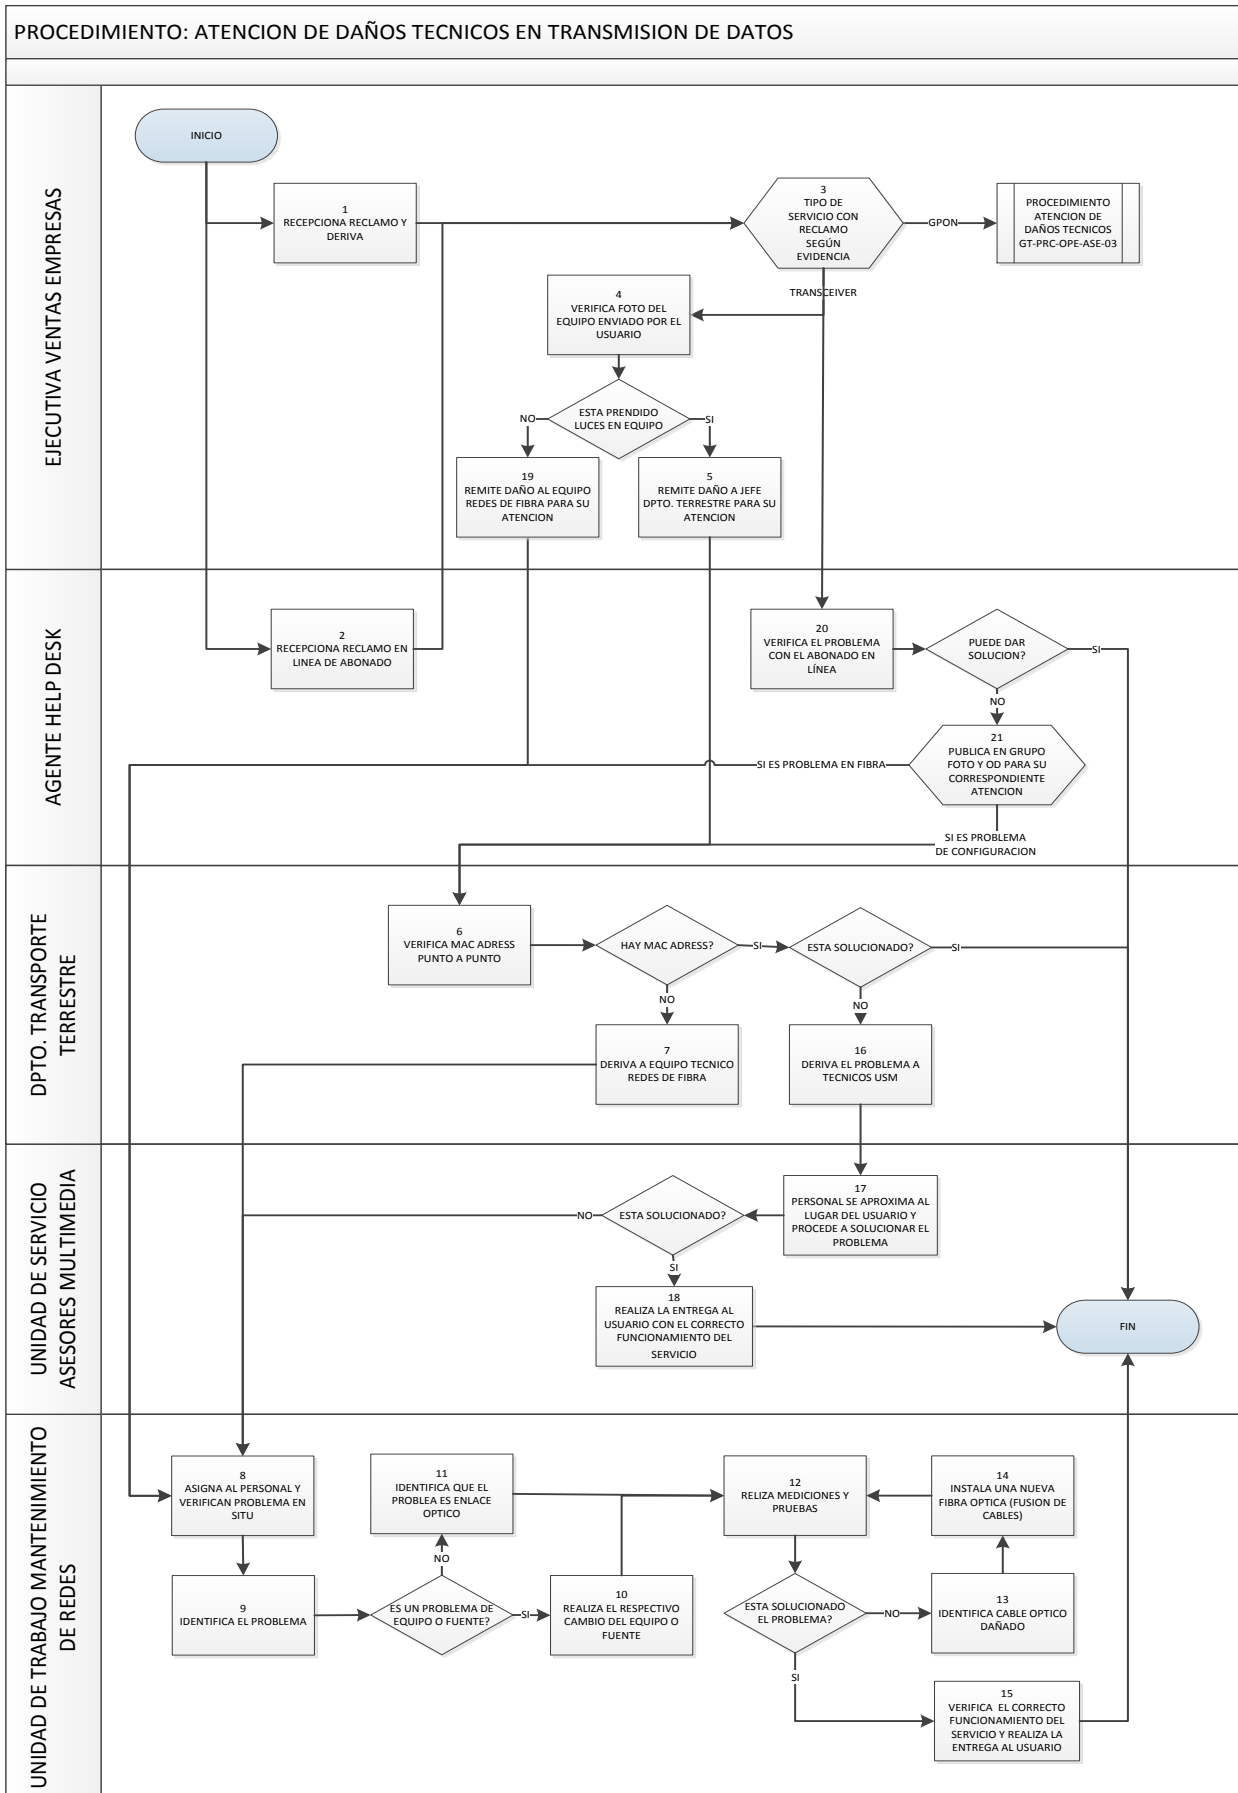 PROCEDIMIENTO: ATENCION DE DAÑOS TECNICOS EN TRANSMISION DE DATOS
EJECUTIVA VENTAS EMPRESAS
INICIO
1
RECEPCIONA RECLAMO Y
DERIVA
3
TIPO DE
SERVICIO CON
RECLAMO
SEGÚN
EVIDENCIA
GPON
PROCEDIMIENTO
ATENCION DE
DAÑOS TECNICOS
GT-PRC-OPE-ASE-03
TRANSCEIVER
4
VERIFICA FOTO DEL
EQUIPO ENVIADO POR EL
USUARIO
ESTA PRENDIDO
LUCES EN EQUIPO
NO
SI
19
REMITE DAÑO AL EQUIPO
REDES DE FIBRA PARA SU
ATENCION
5
REMITE DAÑO A JEFE
DPTO. TERRESTRE PARA SU
ATENCION
AGENTE HELP DESK
2
RECEPCIONA RECLAMO EN
LINEA DE ABONADO
20
VERIFICA EL PROBLEMA
CON EL ABONADO EN
LÍNEA
PUEDE DAR
SOLUCION?
SI
NO
21
PUBLICA EN GRUPO
FOTO Y OD PARA SU
CORRESPONDIENTE
ATENCION
SI ES PROBLEMA EN FIBRA
SI ES PROBLEMA
DE CONFIGURACION
DPTO. TRANSPORTE
TERRESTRE
6
VERIFICA MAC ADRESS
PUNTO A PUNTO
HAY MAC ADRESS?
SI
ESTA SOLUCIONADO?
SI
NO
NO
7
DERIVA A EQUIPO TECNICO
REDES DE FIBRA
16
DERIVA EL PROBLEMA A
TECNICOS USM
UNIDAD DE SERVICIO
ASESORES MULTIMEDIA
17
PERSONAL SE APROXIMA AL
LUGAR DEL USUARIO Y
PROCEDE A SOLUCIONAR EL
PROBLEMA
ESTA SOLUCIONADO?
NO
SI
18
REALIZA LA ENTREGA AL
USUARIO CON EL CORRECTO
FUNCIONAMIENTO DEL
SERVICIO
FIN
UNIDAD DE TRABAJO MANTENIMIENTO
DE REDES
8
ASIGNA AL PERSONAL Y
VERIFICAN PROBLEMA EN
SITU
11
IDENTIFICA QUE EL
PROBLEA ES ENLACE
OPTICO
12
RELIZA MEDICIONES Y
PRUEBAS
14
INSTALA UNA NUEVA
FIBRA OPTICA (FUSION DE
CABLES)
NO
9
IDENTIFICA EL PROBLEMA
ES UN PROBLEMA DE
EQUIPO O FUENTE?
SI
10
REALIZA EL RESPECTIVO
CAMBIO DEL EQUIPO O
FUENTE
ESTA SOLUCIONADO
EL PROBLEMA?
NO
13
IDENTIFICA CABLE OPTICO
DAÑADO
SI
15
VERIFICA EL CORRECTO
FUNCIONAMIENTO DEL
SERVICIO Y REALIZA LA
ENTREGA AL USUARIO